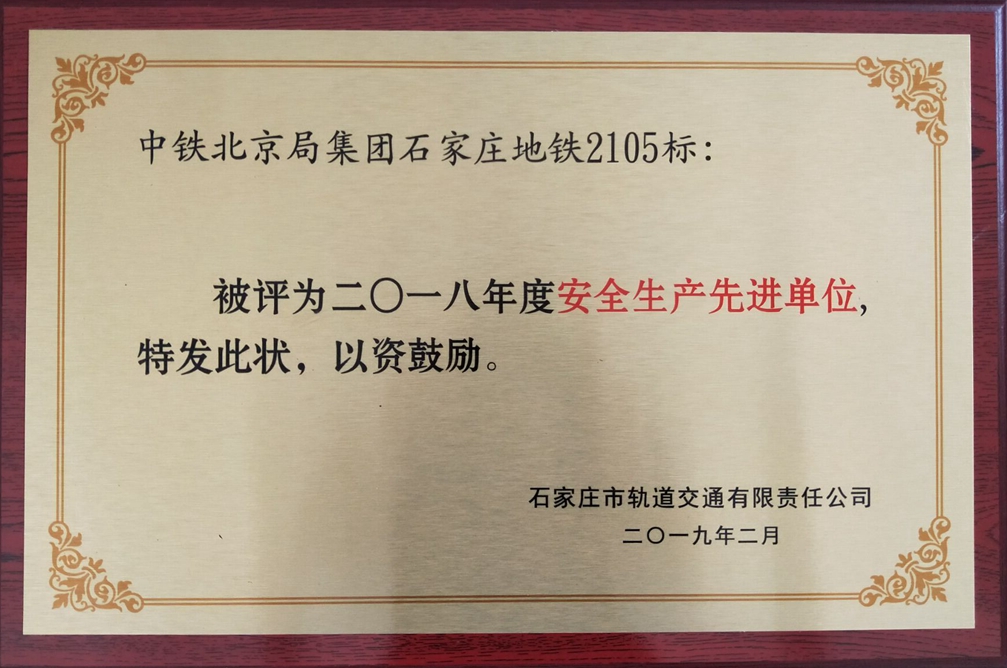 中铁北京局集团石家庄地铁2105标：
被评为二〇一八年度安全生产先进单位，
特发此状，以资鼓励。
石家庄市轨道交通有限责任公司
二〇一九年二月